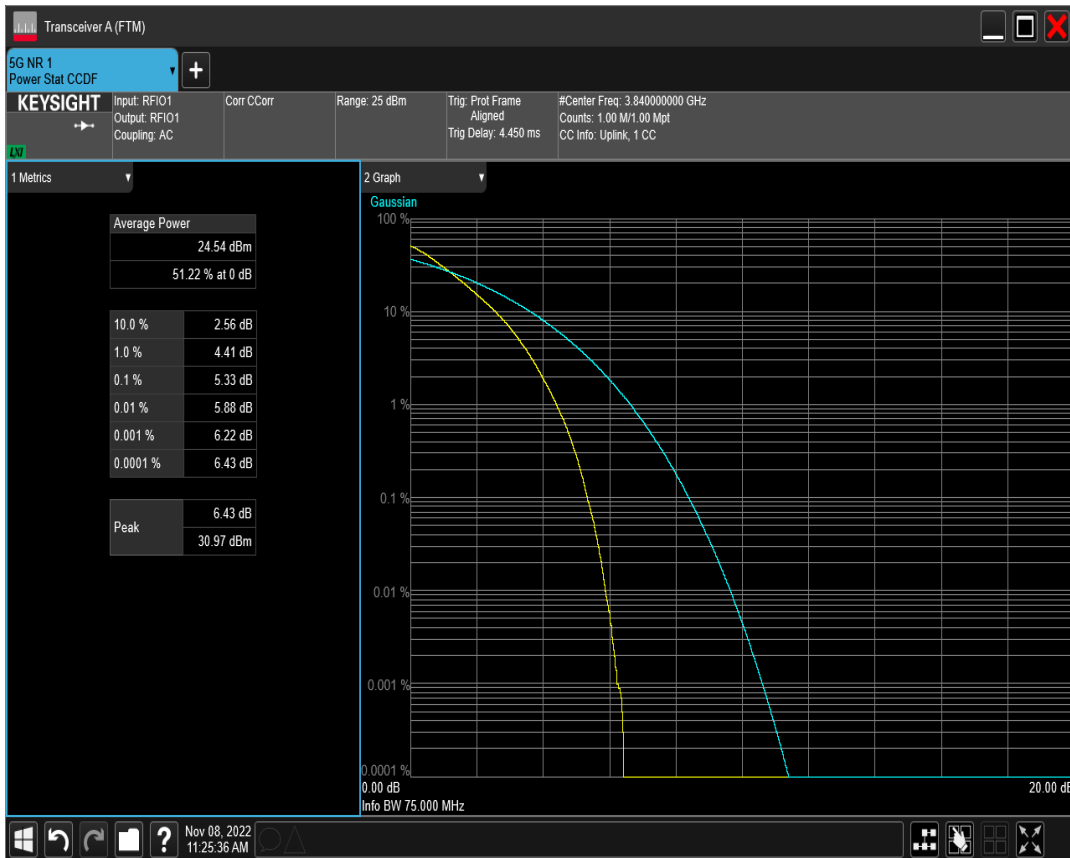 Transceiver A (FTM)
5G NR 1
Power Stat CCDF
+
KEYSIGHT
LXI
Input: RFIO1
Output: RFIO1
Coupling: AC
Corr CCorr
Range: 25 dBm
Trig: Prot Frame
Aligned
Trig Delay: 4.450 ms
#Center Freq: 3.840000000 GHz
Counts: 1.00 M/1.00 Mpt
CC Info: Uplink, 1 CC
1 Metrics
Average Power
24.54 dBm
51.22 % at 0 dB
10.0 % 2.56 dB
1.0 % 4.41 dB
0.1 % 5.33 dB
0.01 % 5.88 dB
0.001 % 6.22 dB
0.0001 % 6.43 dB
Peak
6.43 dB
30.97 dBm
2 Graph
Gaussian
100 %
10 %
1 %
0.1 %
0.01 %
0.001 %
0.0001 %
0.00 dB 20.00 dB
Info BW 75.000 MHz
?
Nov 08, 2022
11:25:36 AM